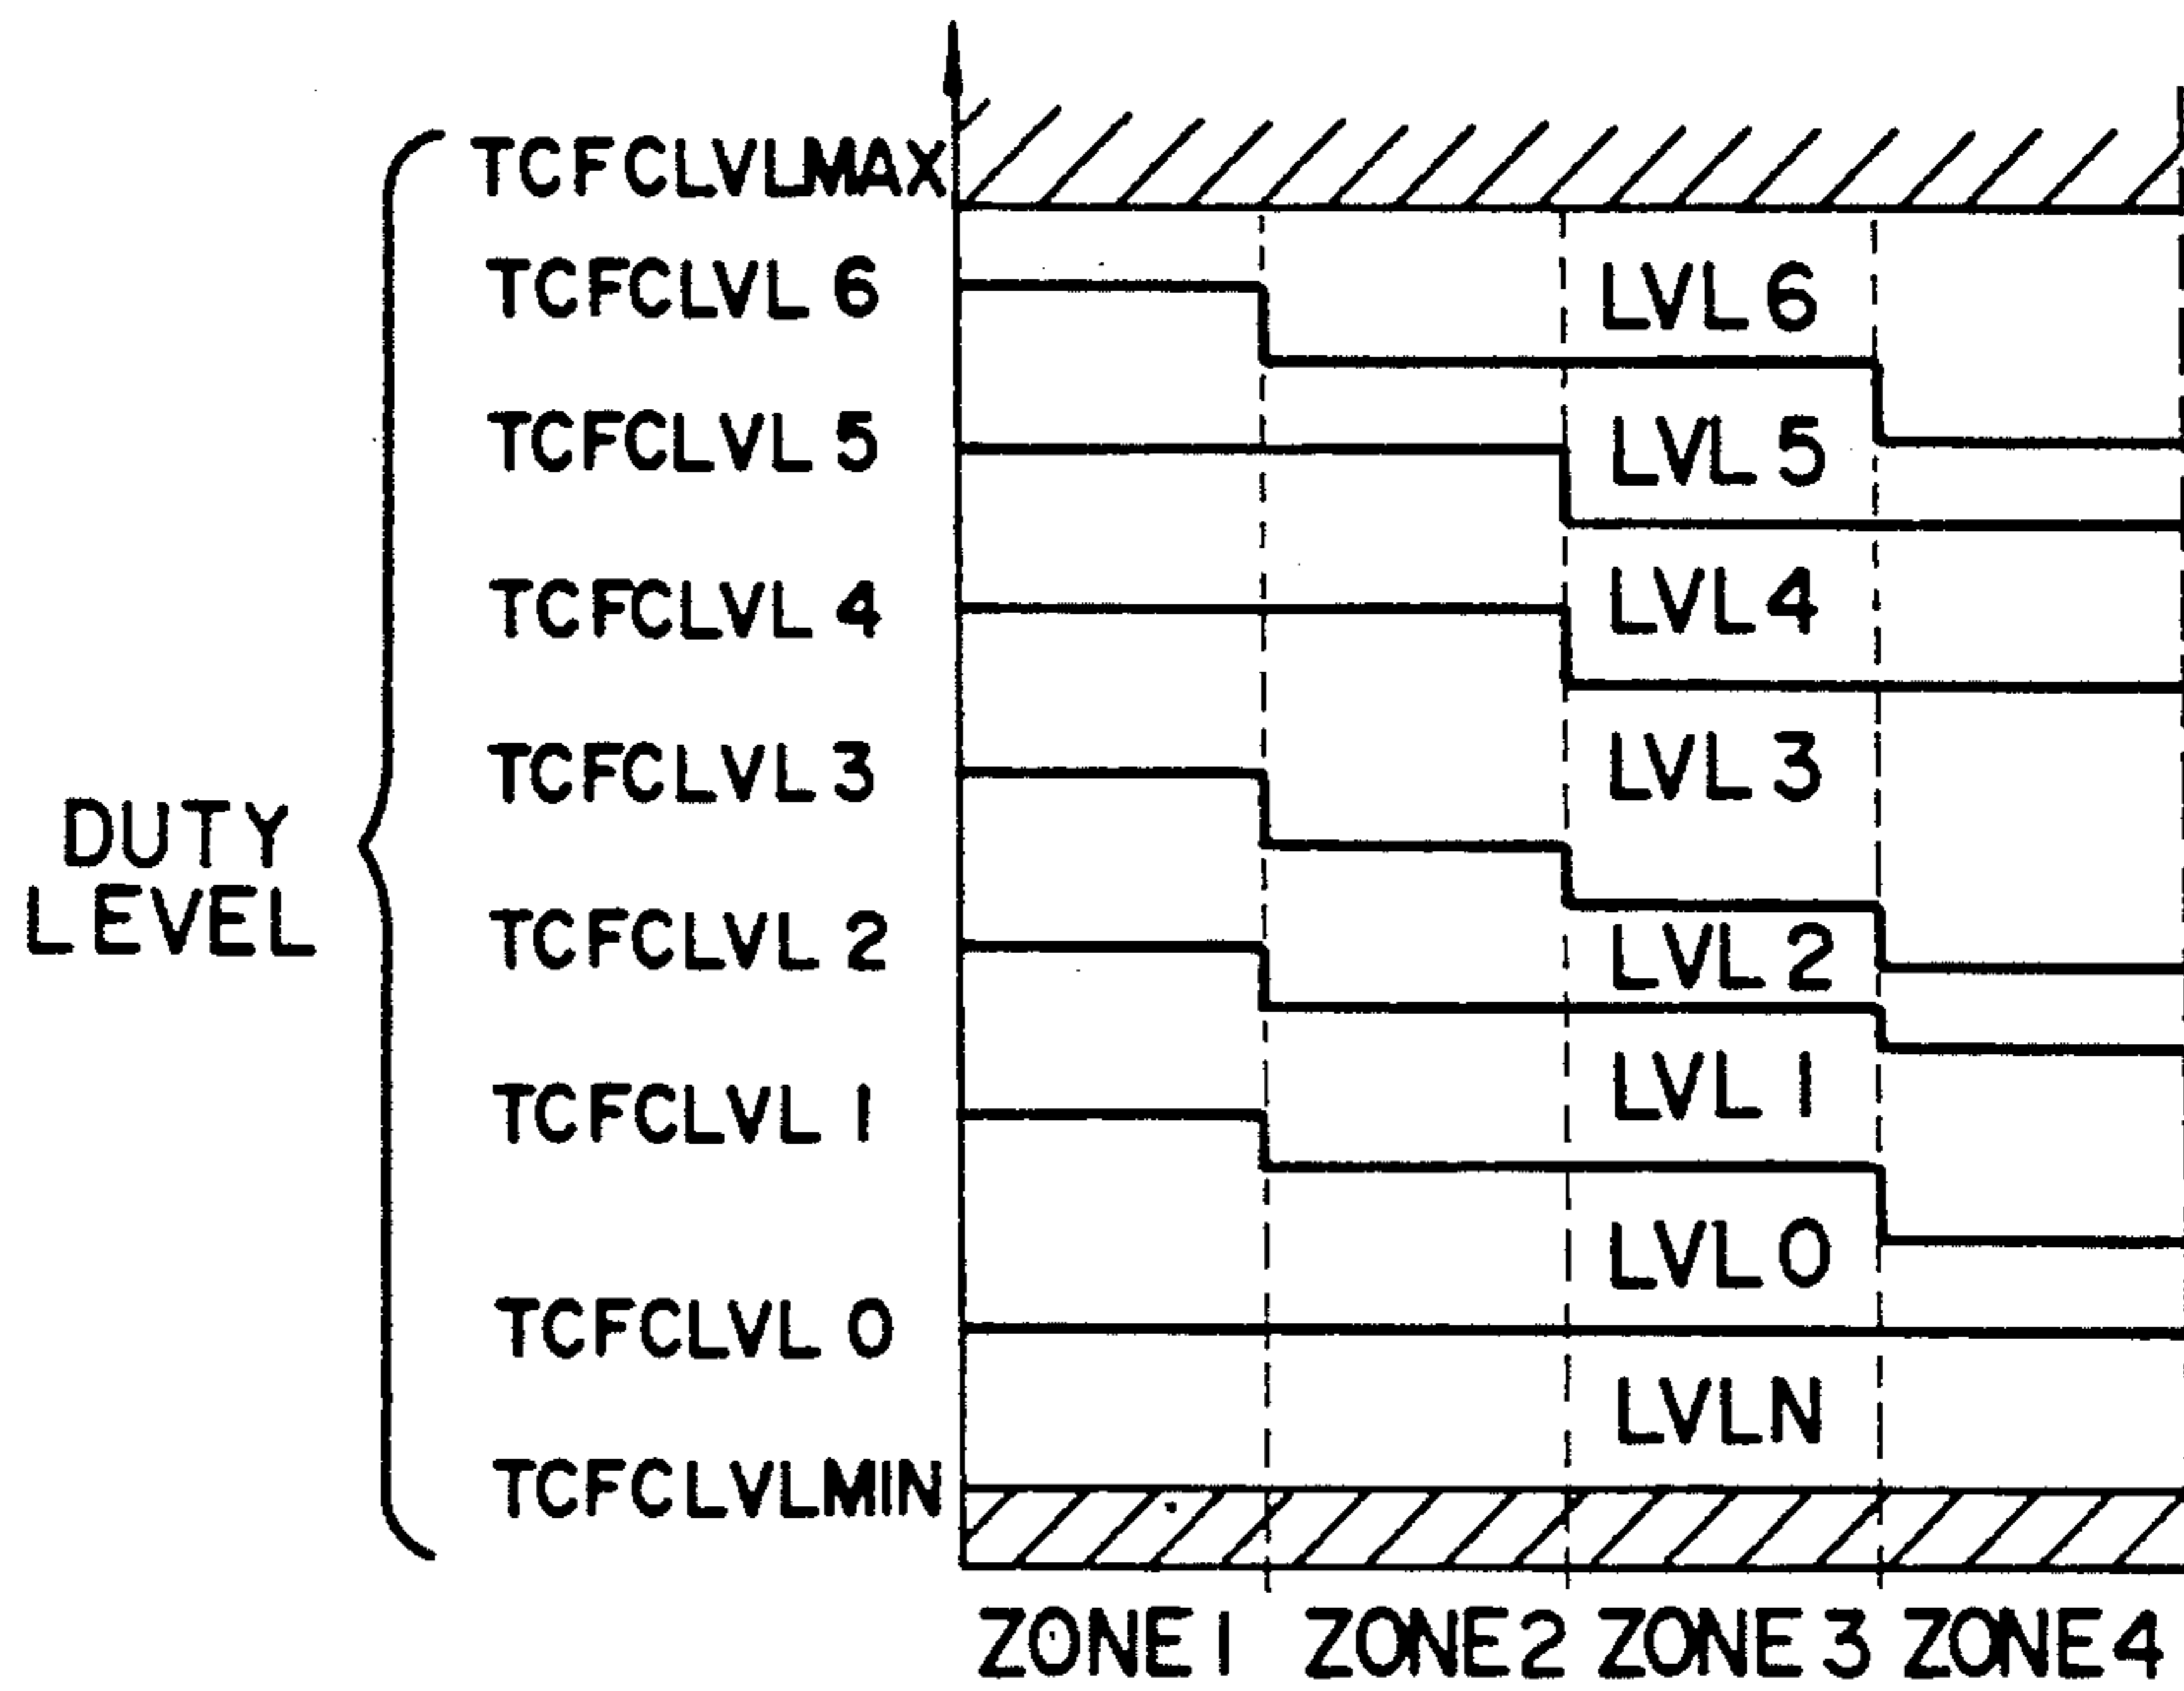 TCFCLVLMAX
TCFCLVL 6
LVL 6
TCFCLVL 5
LVL 5
TCFCLVL 4
LVL 4
TCFCLVL 3
LVL 3
DUTY
LEVEL
TCFCLVL 2
LVL 2
TCFCLVL 1
LVL 1
LVL 0
TCFCLVL 0
LVLN
TCFCLVLMIN
ZONE 1 ZONE 2 ZONE 3 ZONE 4